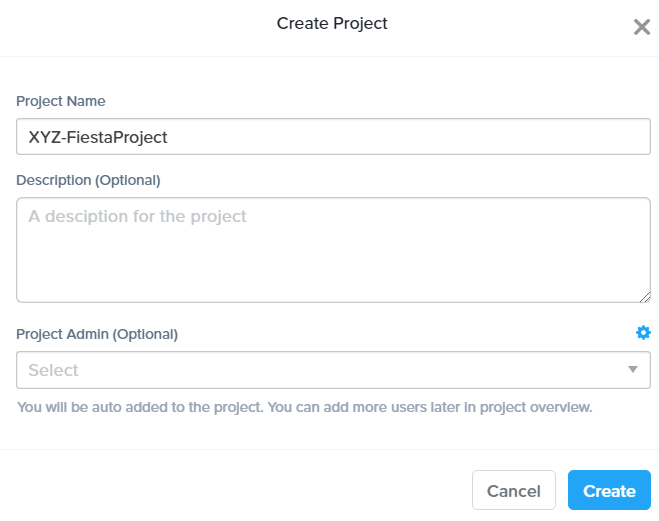 Create Project
Project Name
XYZ-FiestaProject
Description (Optional)
A desciption for the project
Project Admin (Optional)
Select
You will be auto added to the project. You can add more users later in project overview.
Cancel Create